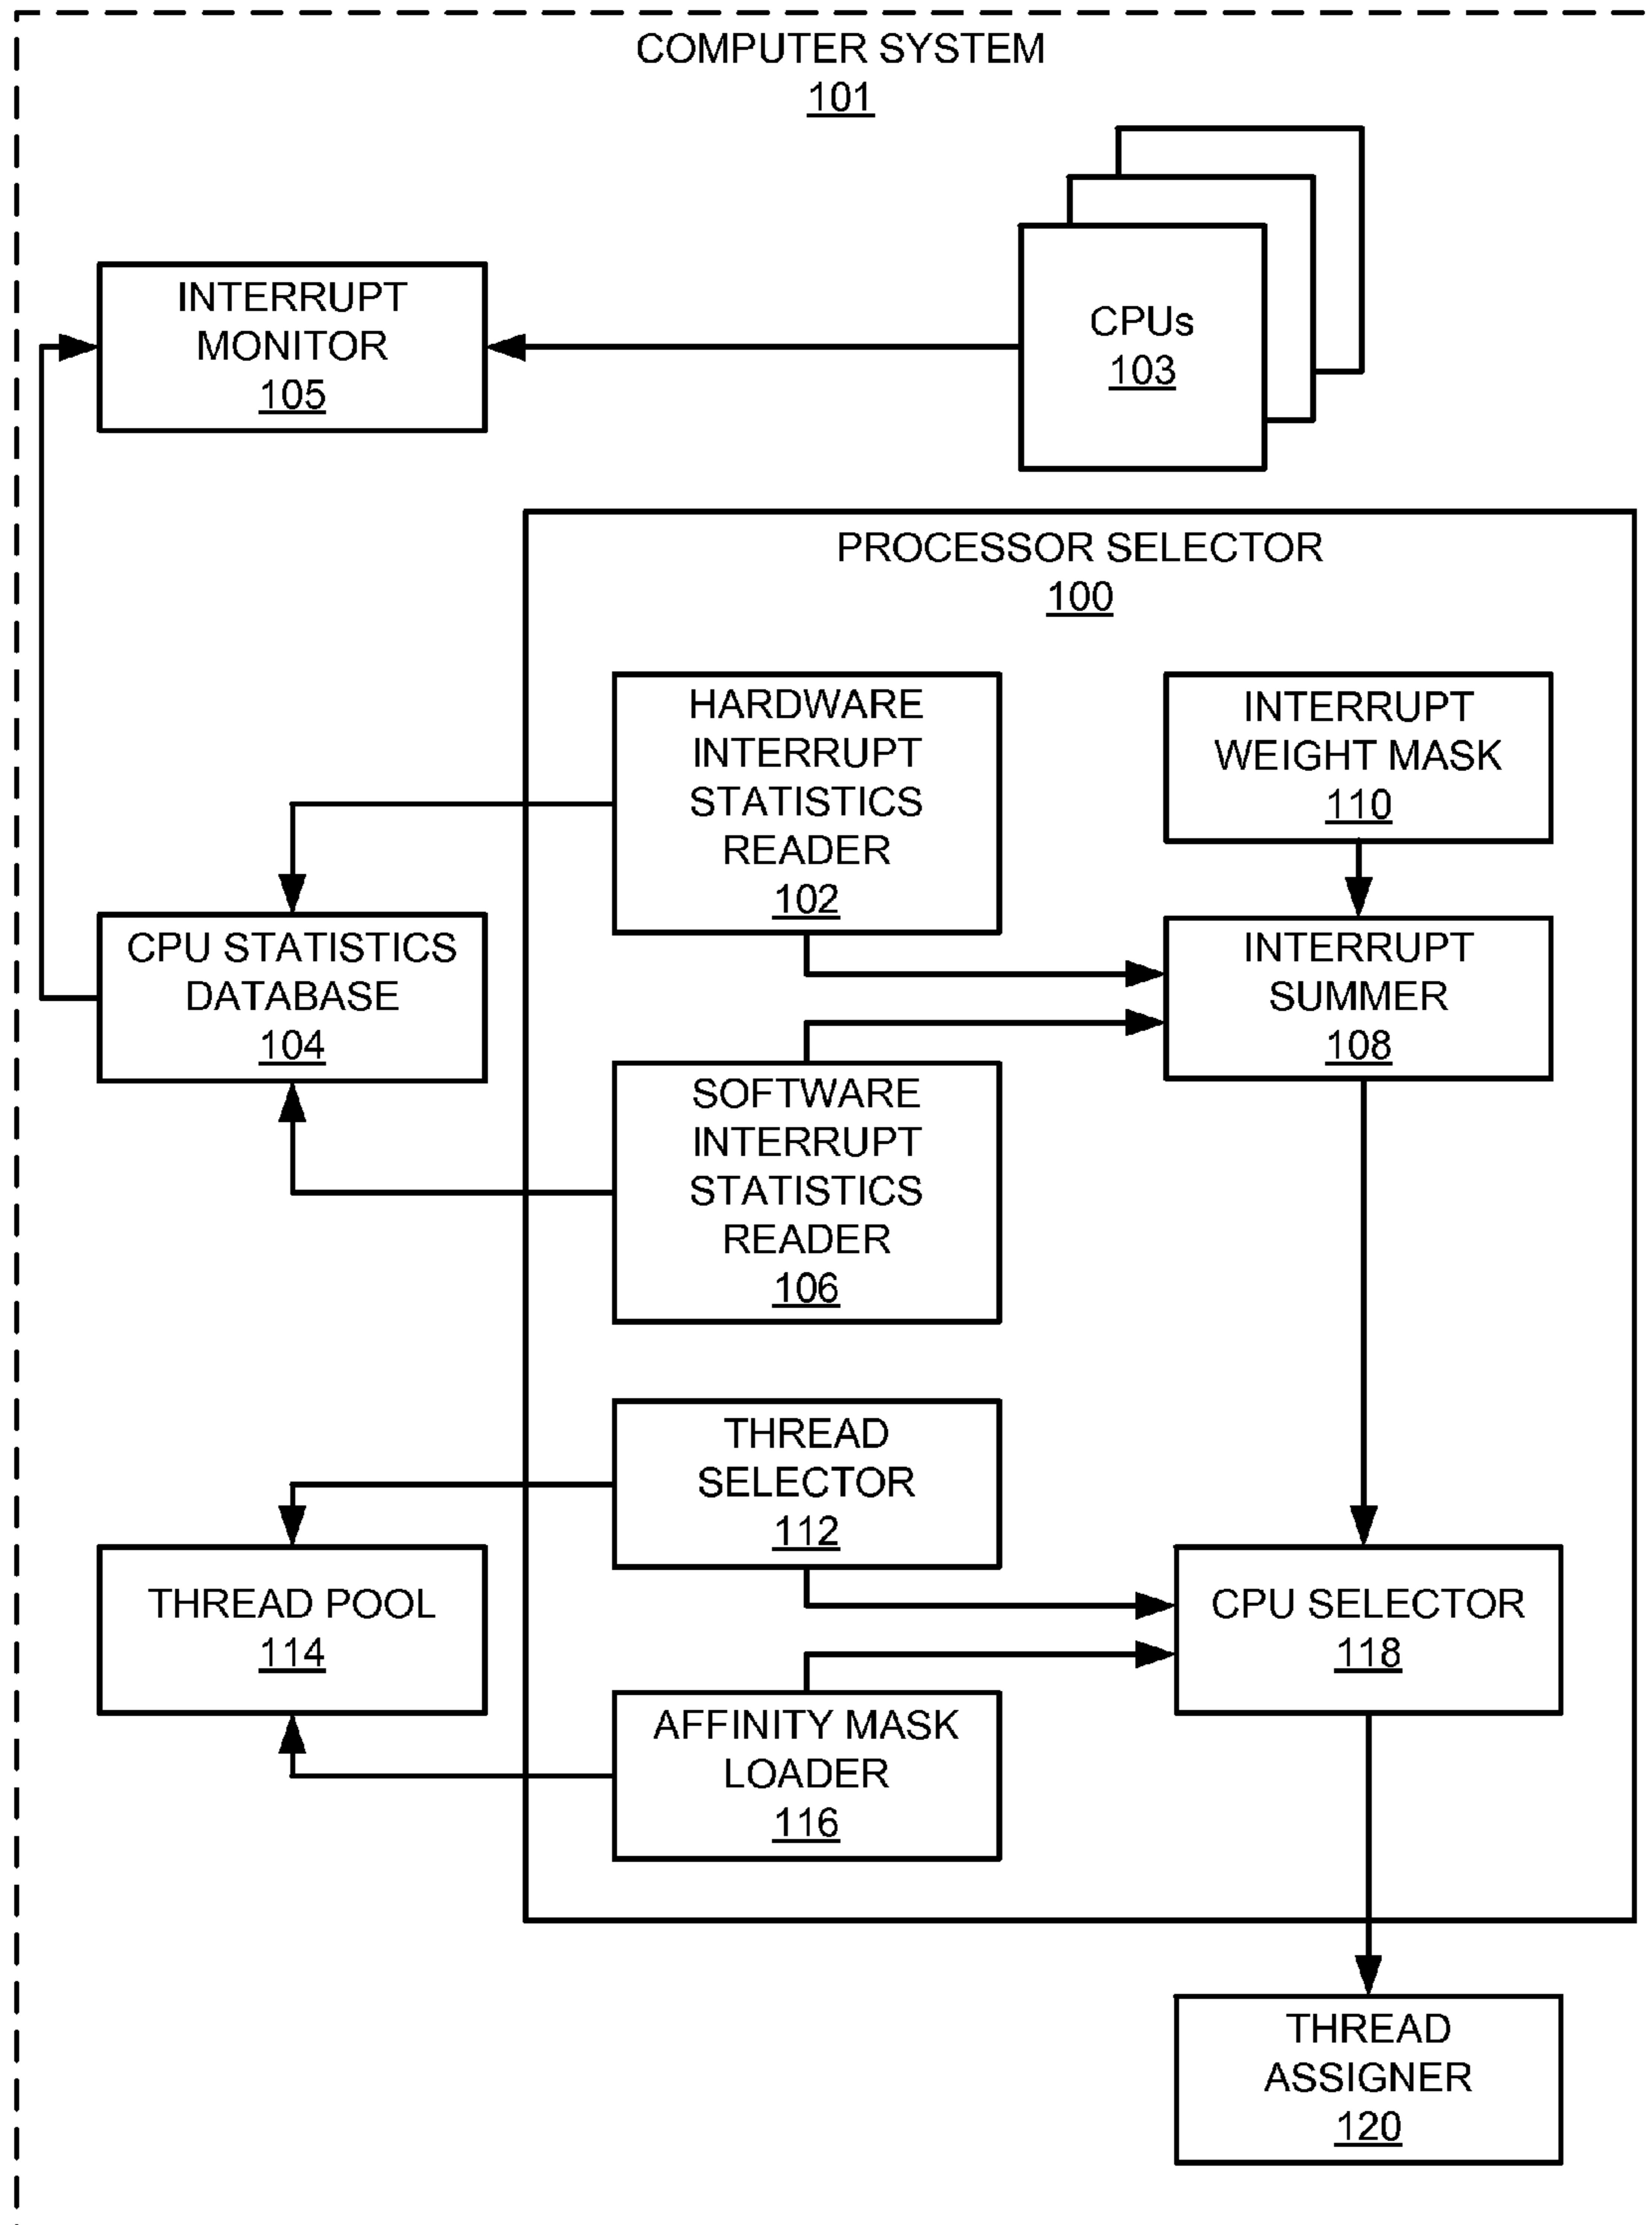 COMPUTER SYSTEM
101
INTERRUPT
MONITOR
105
CPUs
103
PROCESSOR SELECTOR
100
HARDWARE
INTERRUPT
STATISTICS
READER
102
INTERRUPT
WEIGHT MASK
110
CPU STATISTICS
DATABASE
104
INTERRUPT
SUMMER
108
SOFTWARE
INTERRUPT
STATISTICS
READER
106
THREAD
SELECTOR
112
THREAD POOL
114
CPU SELECTOR
118
AFFINITY MASK
LOADER
116
THREAD
ASSIGNER
120